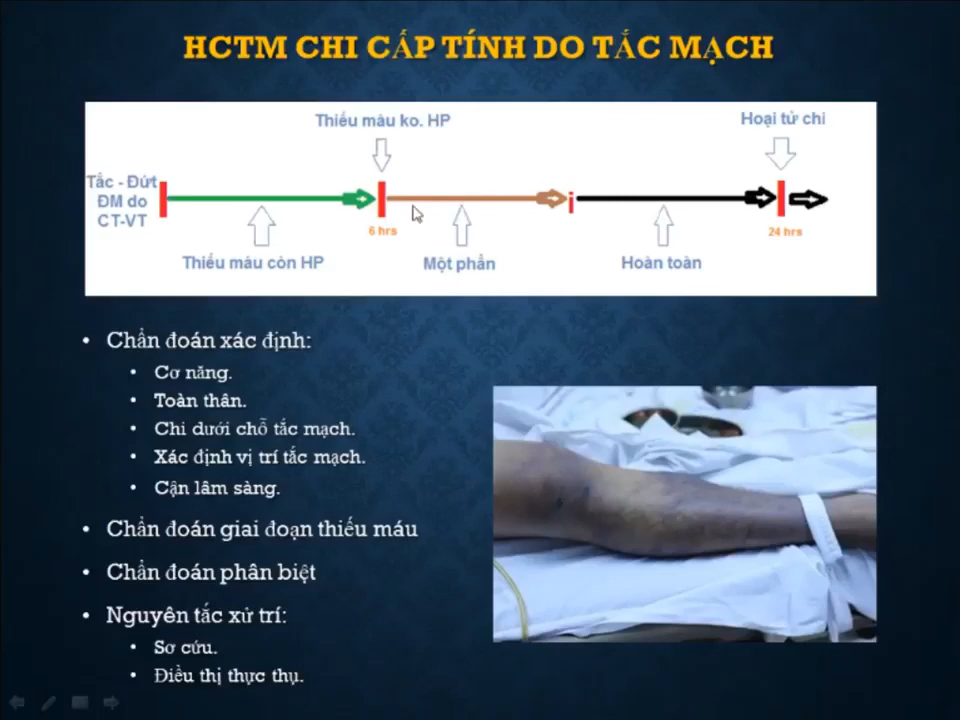 HCTM CHI CẤP TÍNH DO TẮC MẠCH
Thiếu máu ko. HP
Hoại tử chi
Tắc - Đứt
ĐM do
CT-VT
i
6 hrs
24 hrs
Thiếu máu còn HP
Một phần
Hoàn toàn
• Chẩn đoán xác định:
• Cơ năng.
• Toàn thân.
• Chi dưới chỗ tắc mạch.
• Xác định vị trí tắc mạch.
• Cận lâm sàng.
• Chẩn đoán giai đoạn thiếu máu
• Chẩn đoán phân biệt
• Nguyên tắc xử trí:
• Sơ cứu.
• Điều thị thực thụ.